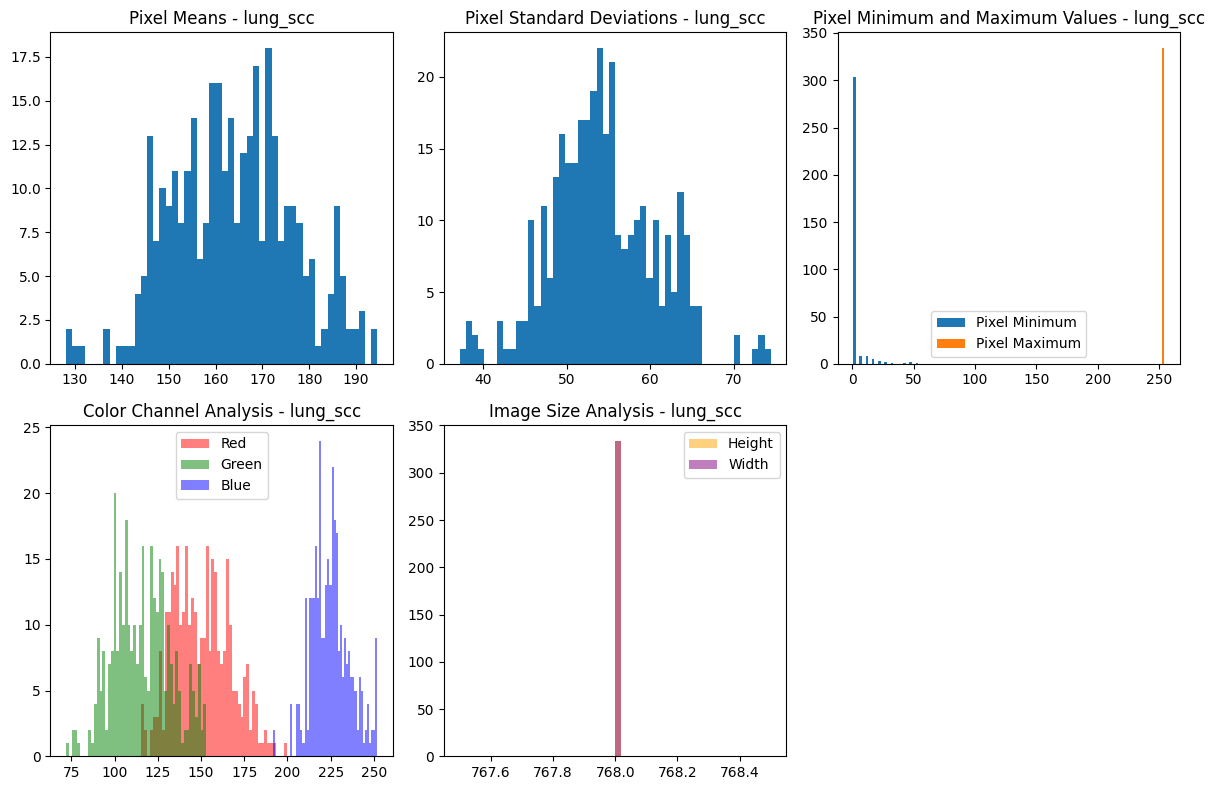 Pixel Means - lung_scc
17.5
15.0
12.5
10.0
7.5
5.0
2.5
0.0
130 140 150 160 170 180 190
Pixel Standard Deviations - lung_scc
20
15
10
5
0
40 50 60 70
Pixel Minimum and Maximum Values - lung_scc
350
300
250
200
150
100
50
0
Pixel Minimum
Pixel Maximum
0 50 100 150 200 250
Color Channel Analysis - lung_scc
25
20
15
10
5
0
Red
Green
Blue
75 100 125 150 175 200 225 250
Image Size Analysis - lung_scc
350
300
250
200
150
100
50
0
Height
Width
767.6 767.8 768.0 768.2 768.4